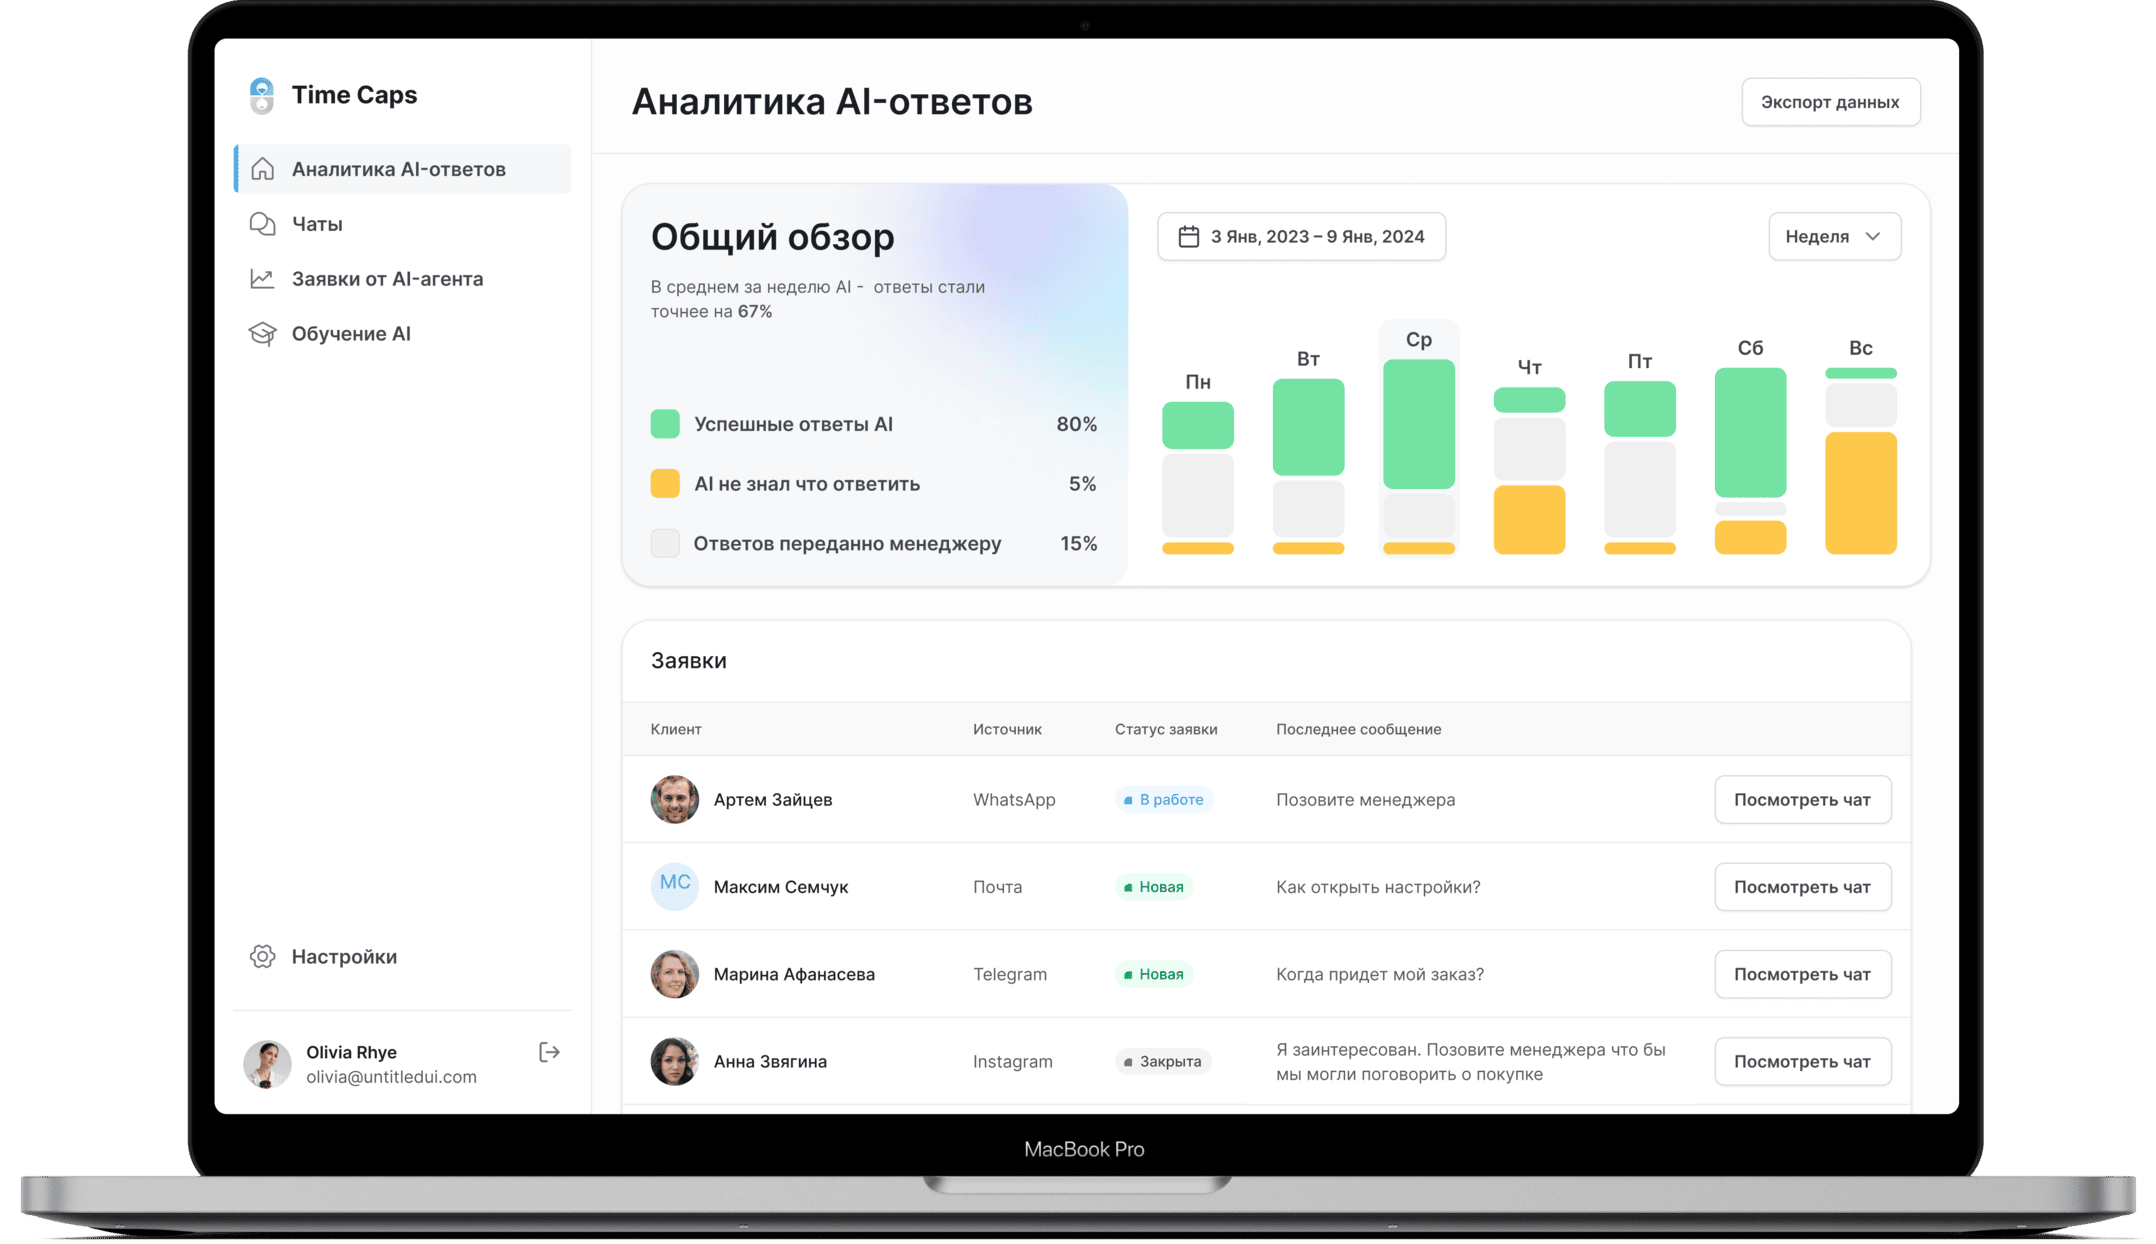 Time Caps
Аналитика AI-ответов
Чаты
Заявки от AI-агента
Обучение AI
Настройки
Olivia Rhye
olivia@untitledui.com
Аналитика AI-ответов
Экспорт данных
Общий обзор
В среднем за неделю AI - ответы стали
точнее на 67%
Успешные ответы AI 80%
AI не знал что ответить 5%
Ответов переданно менеджеру 15%
3 Янв, 2023 – 9 Янв, 2024
Неделя
Пн Вт Ср Чт Пт Сб Вс
Заявки
Клиент Источник Статус заявки Последнее сообщение
Артем Зайцев WhatsApp В работе Позовите менеджера Посмотреть чат
МС Максим Семчук Почта Новая Как открыть настройки? Посмотреть чат
Марина Афанасева Telegram Новая Когда придет мой заказ? Посмотреть чат
Анна Звягина Instagram Закрыта Я заинтересован. Позовите менеджера что бы
мы могли поговорить о покупке Посмотреть чат
MacBook Pro